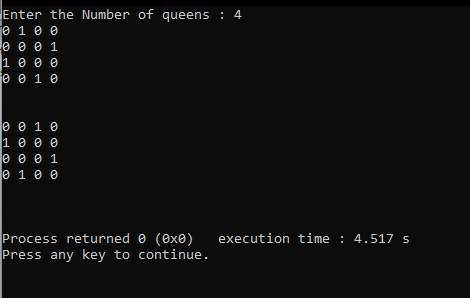 Enter the Number of queens : 4
0 1 0 0
0 0 0 1
1 0 0 0
0 0 1 0
0 0 1 0
1 0 0 0
0 0 0 1
0 1 0 0
Process returned 0 (0x0)   execution time : 4.517 s
Press any key to continue.